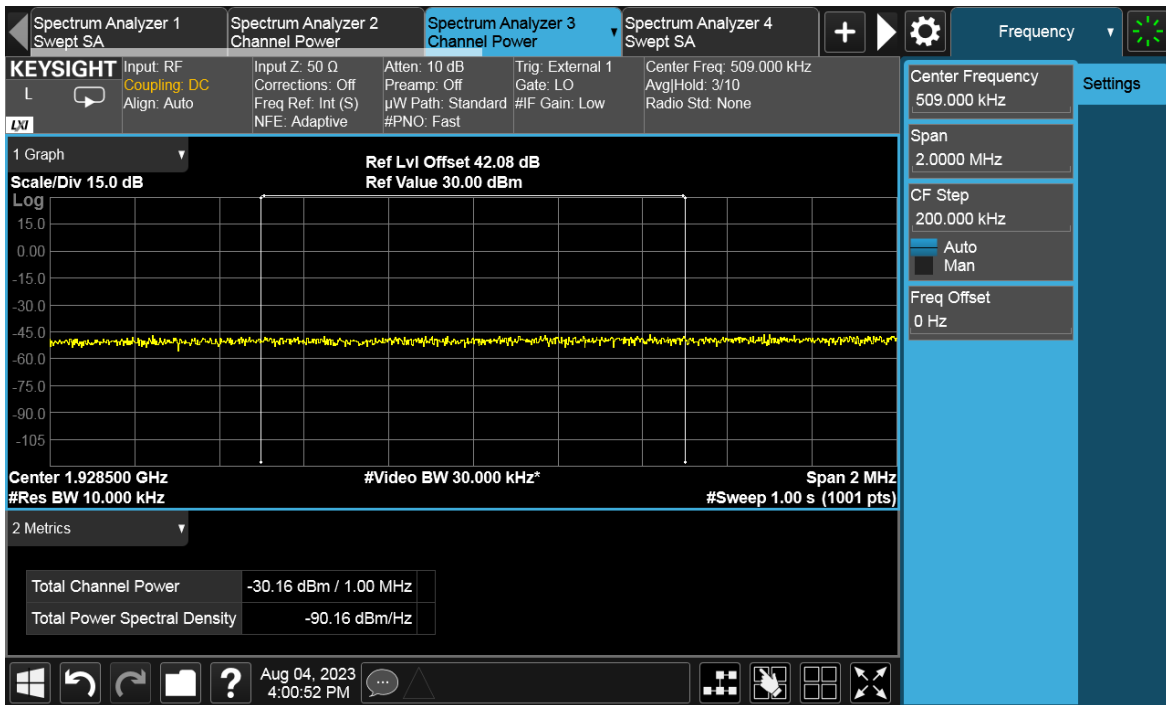 Spectrum Analyzer 1
Swept SA
Spectrum Analyzer 2
Channel Power
Spectrum Analyzer 3
Channel Power
Spectrum Analyzer 4
Swept SA
Frequency
KEYSIGHT
L
LXI
Input: RF
Coupling: DC
Align: Auto
Input Z: 50 Ω
Corrections: Off
Freq Ref: Int (S)
NFE: Adaptive
Atten: 10 dB
Preamp: Off
µW Path: Standard
#PNO: Fast
Trig: External 1
Gate: LO
#IF Gain: Low
Center Freq: 509.000 kHz
Avg|Hold: 3/10
Radio Std: None
1 Graph
Scale/Div 15.0 dB
Ref Lvl Offset 42.08 dB
Ref Value 30.00 dBm
Log
15.0
0.00
-15.0
-30.0
-45.0
-60.0
-75.0
-90.0
-105
Center 1.928500 GHz
#Res BW 10.000 kHz
#Video BW 30.000 kHz*
Span 2 MHz
#Sweep 1.00 s (1001 pts)
2 Metrics
Total Channel Power -30.16 dBm / 1.00 MHz
Total Power Spectral Density -90.16 dBm/Hz
?
Aug 04, 2023
4:00:52 PM
Center Frequency
509.000 kHz
Span
2.0000 MHz
CF Step
200.000 kHz
Auto
Man
Freq Offset
0 Hz
Settings